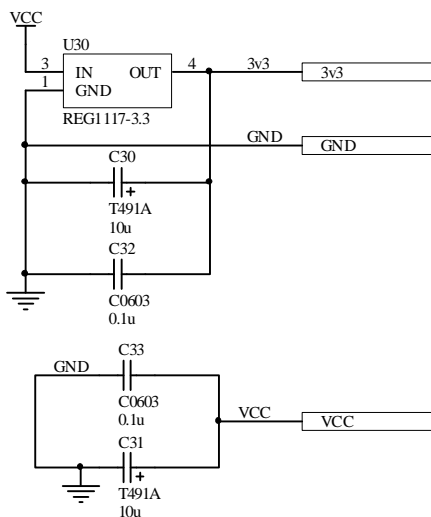 VCC
U30
3 IN OUT 4 3v3 3v3
1 GND
REG1117-3.3
GND GND
C30
+
T491A
10u
C32
C0603
0.1u
C33
GND
C0603
0.1u
VCC VCC
C31
+
T491A
10u